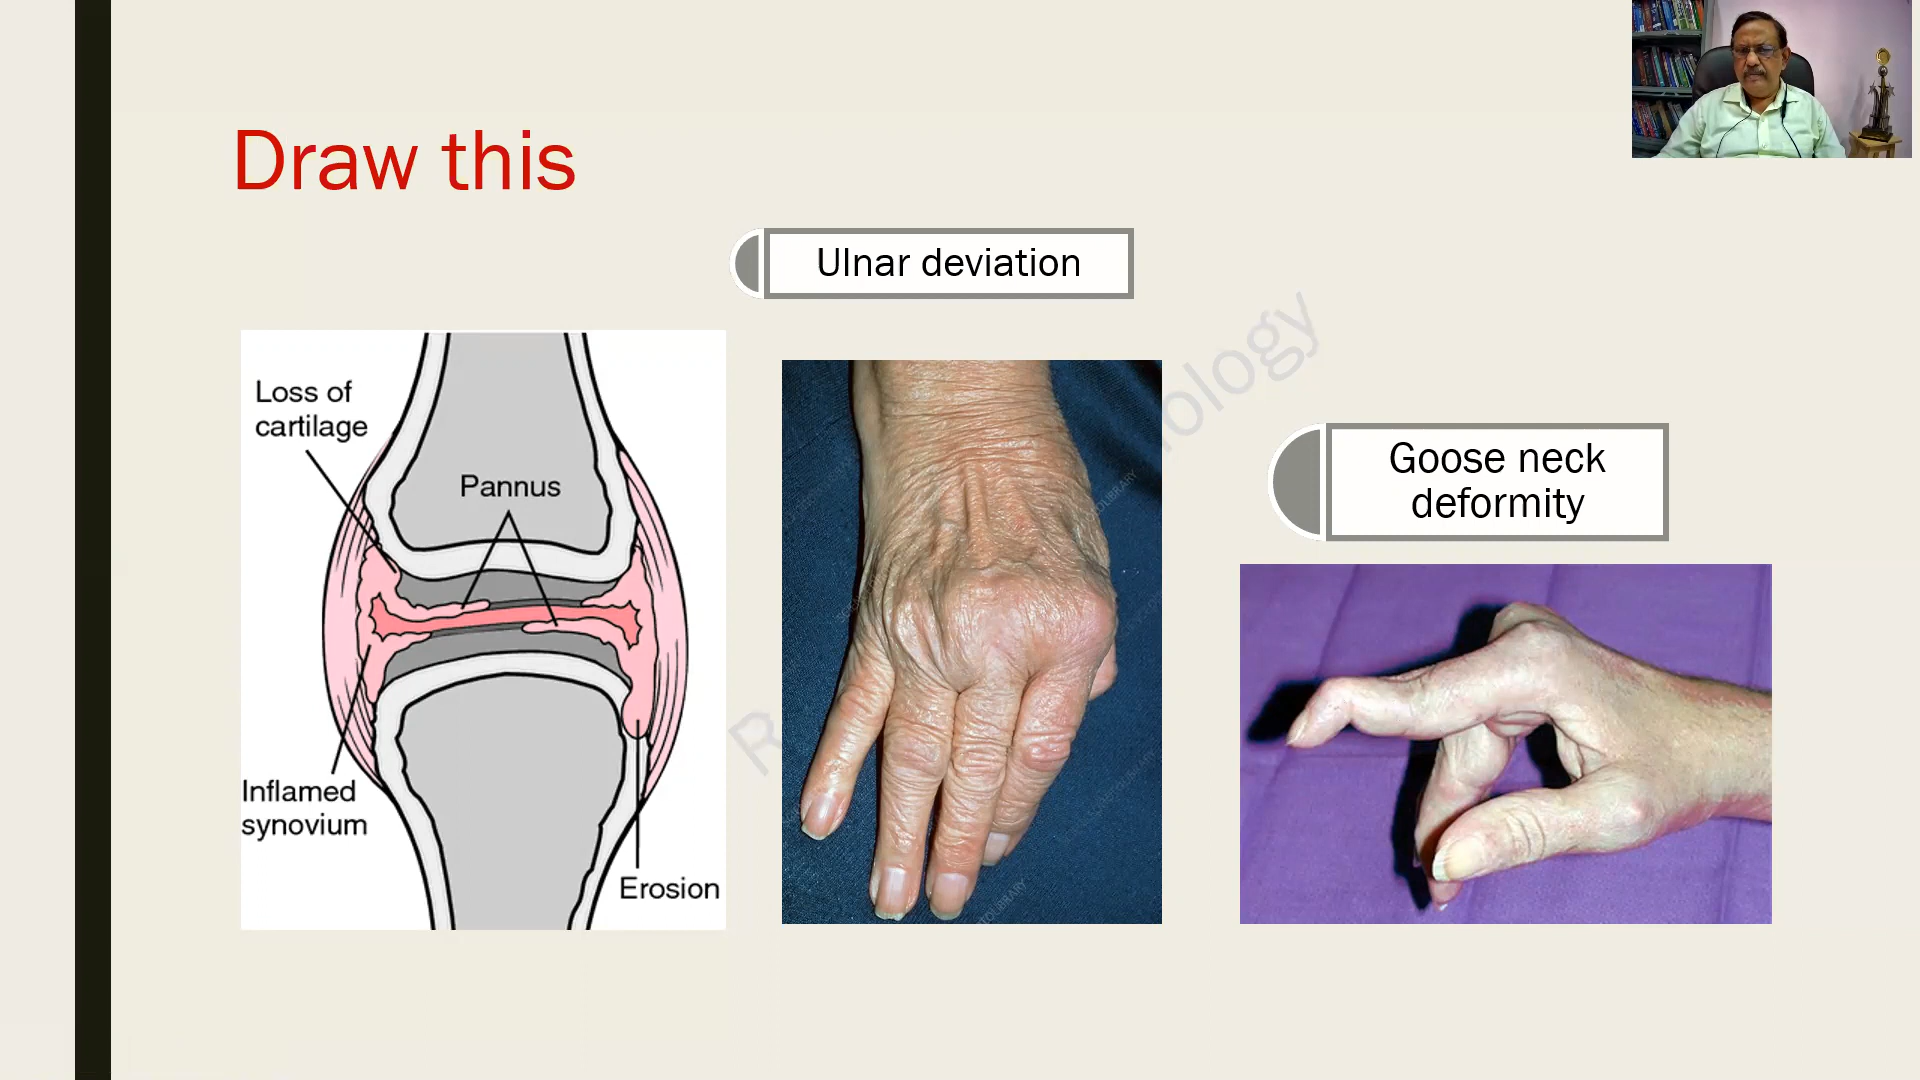 Draw this
Ulnar deviation
Loss of
cartilage
Pannus
Inflamed
synovium
Erosion
Goose neck
deformity